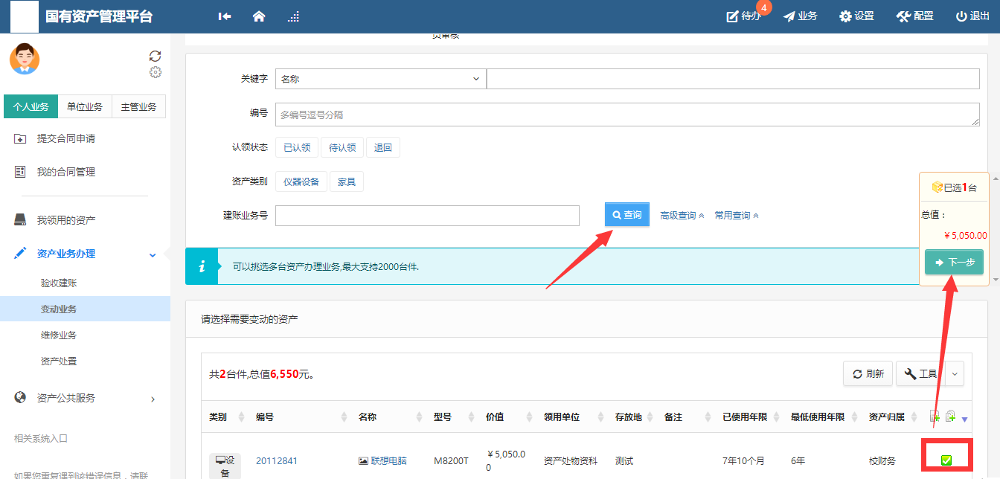 国有资产管理平台
待办 4 业务 设置 配置 退出
负审核
个人业务 单位业务 主管业务
提交合同申请
我的合同管理
我领用的资产
资产业务办理
验收建账
变动业务
维修业务
资产处置
资产公共服务
相关系统入口
如果您重复遇到该错误信息，请联
关键字 名称
编号 多编号逗号分隔
认领状态 已认领 待认领 退回
资产类别 仪器设备 家具
建账业务号 查询 高级查询 常用查询
已选1台
总值：
￥5,050.00
下一步
可以挑选多台资产办理业务,最大支持2000台件.
请选择需要变动的资产
共2台件,总值6,550元。
刷新 工具
类别 编号 名称 型号 价值 领用单位 存放地 备注 已使用年限 最低使用年限 资产归属
设备 20112841 联想电脑 M8200T ￥5,050.00 资产处物资科 测试 7年10个月 6年 校财务